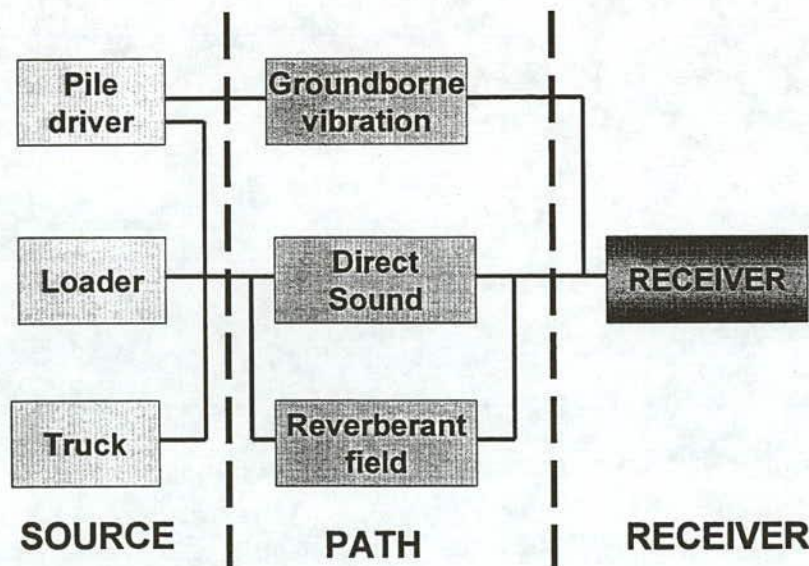 Pile
driver
Groundborne
vibration
Loader
Direct
Sound
RECEIVER
Truck
Reverberant
field
SOURCE
PATH
RECEIVER